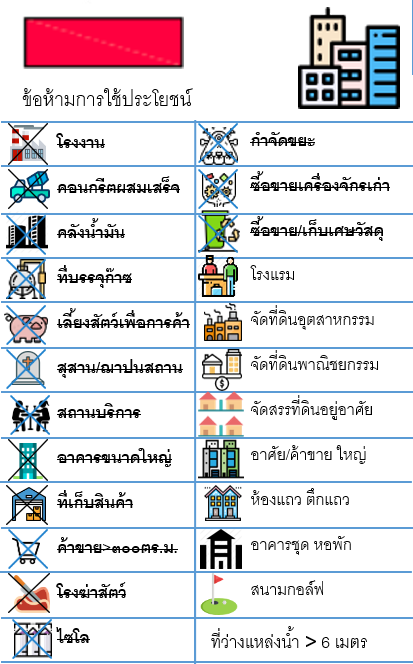 ข้อห้ามการใช้ประโยชน์
โรงงาน
กำจัดขยะ
คอนกรีตผสมเสร็จ
ซื้อขายเครื่องจักรเก่า
คลังน้ำมัน
ซื้อขาย/เก็บเศษวัสดุ
ที่บรรจุก๊าซ
โรงแรม
เลี้ยงสัตว์เพื่อการค้า
จัดที่ดินอุตสาหกรรม
สุสาน/ฌาปนสถาน
จัดที่ดินพาณิชยกรรม
สถานบริการ
จัดสรรที่ดินอยู่อาศัย
อาคารขนาดใหญ่
อาศัย/ค้าขาย ใหญ่
ที่เก็บสินค้า
ห้องแถว ตึกแถว
ค้าขาย>๓๐๐ตร.ม.
อาคารชุด หอพัก
โรงฆ่าสัตว์
สนามกอล์ฟ
ไซโล
ที่ว่างแหล่งน้ำ > 6 เมตร